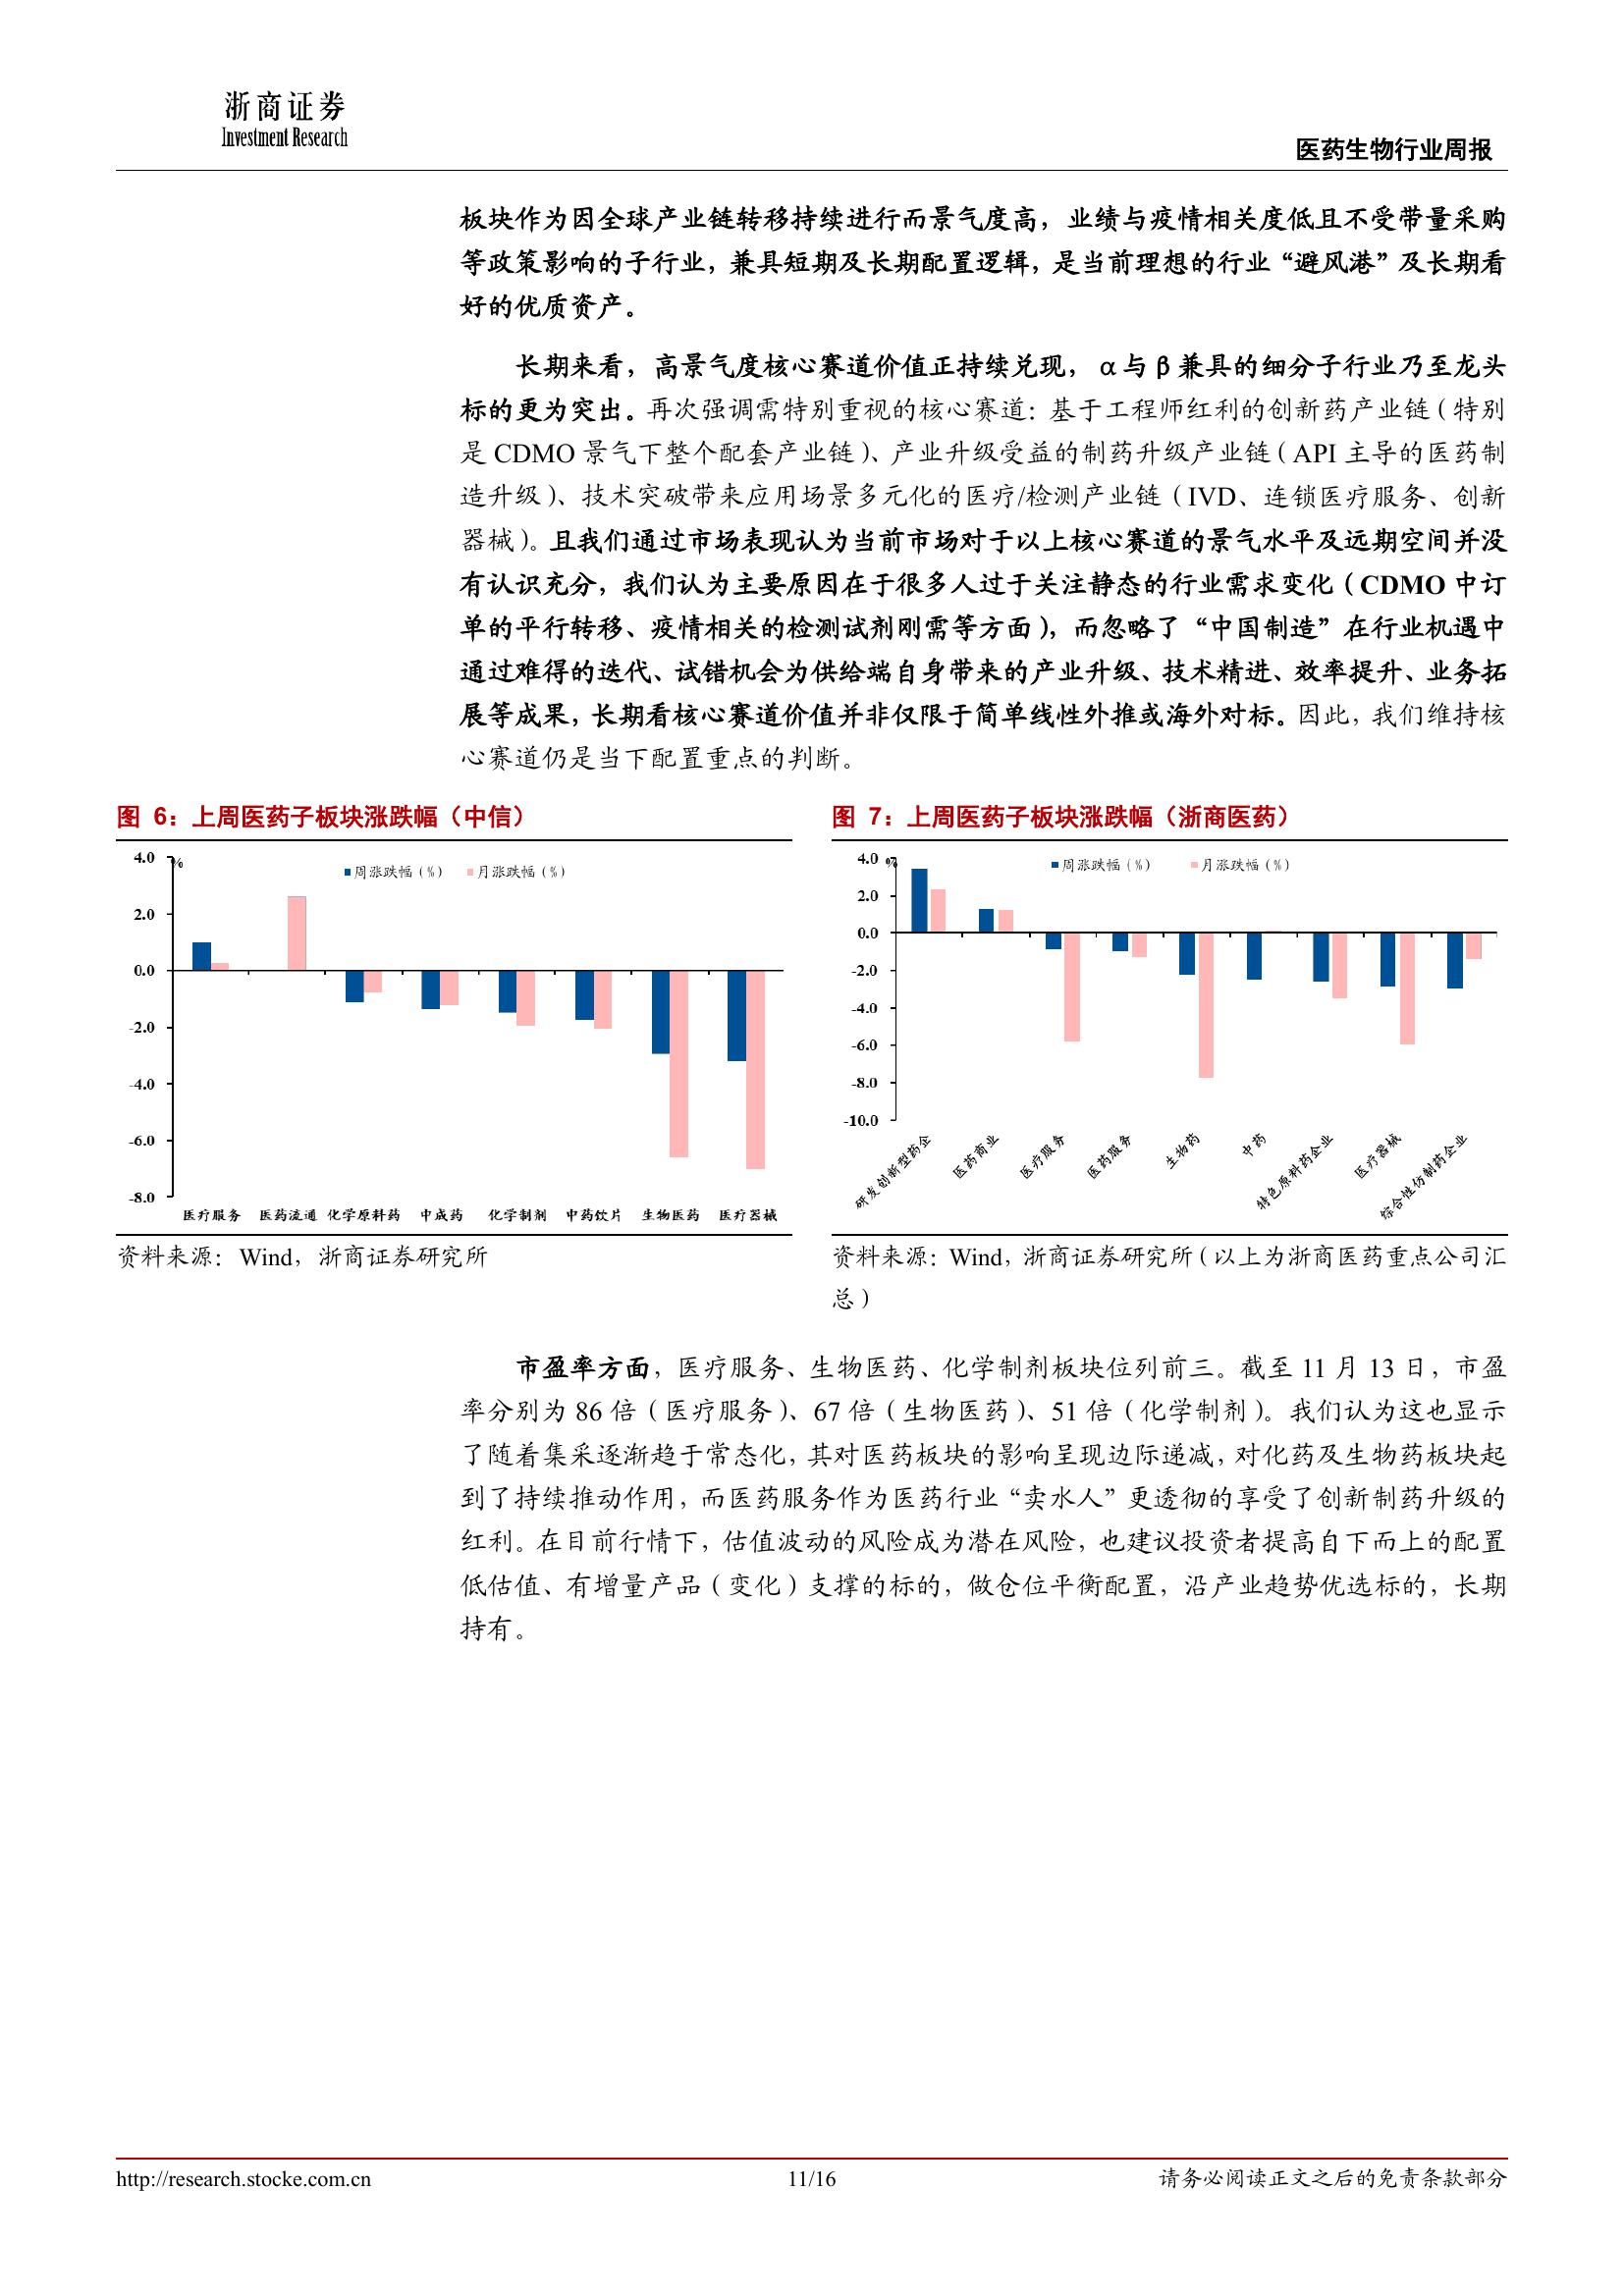 浙商证券
Investment Research
医药生物行业周报
板块作为因全球产业链转移持续进行而景气度高，业绩与疫情相关度低且不受带量采购
等政策影响的子行业，兼具短期及长期配置逻辑，是当前理想的行业“避风港”及长期看
好的优质资产。
长期来看，高景气度核心赛道价值正持续兑现，α与β兼具的细分子行业乃至龙头
标的更为突出。再次强调需特别重视的核心赛道：基于工程师红利的创新药产业链（特别
是 CDMO 景气下整个配套产业链）、产业升级受益的制药升级产业链（API 主导的医药制
造升级）、技术突破带来应用场景多元化的医疗/检测产业链（IVD、连锁医疗服务、创新
器械）。且我们通过市场表现认为当前市场对于以上核心赛道的景气水平及远期空间并没
有认识充分，我们认为主要原因在于很多人过于关注静态的行业需求变化（CDMO 中订
单的平行转移、疫情相关的检测试剂刚需等方面），而忽略了“中国制造”在行业机遇中
通过难得的迭代、试错机会为供给端自身带来的产业升级、技术精进、效率提升、业务拓
展等成果，长期看核心赛道价值并非仅限于简单线性外推或海外对标。因此，我们维持核
心赛道仍是当下配置重点的判断。
图 6：上周医药子板块涨跌幅（中信）
4.0
%
周涨跌幅（%） 月涨跌幅（%）
2.0
0.0
-2.0
-4.0
-6.0
-8.0
医疗服务 医药流通 化学原料药 中成药 化学制剂 中药饮片 生物医药 医疗器械
资料来源：Wind，浙商证券研究所
图 7：上周医药子板块涨跌幅（浙商医药）
4.0
%
周涨跌幅（%） 月涨跌幅（%）
2.0
0.0
-2.0
-4.0
-6.0
-8.0
-10.0
研发创新型药企 医药商业 医疗服务 医药服务 生物药 中药 特色原料药企业 医疗器械 综合性仿制药企业
资料来源：Wind，浙商证券研究所（以上为浙商医药重点公司汇
总）
市盈率方面，医疗服务、生物医药、化学制剂板块位列前三。截至 11 月 13 日，市盈
率分别为 86 倍（医疗服务）、67 倍（生物医药）、51 倍（化学制剂）。我们认为这也显示
了随着集采逐渐趋于常态化，其对医药板块的影响呈现边际递减，对化药及生物药板块起
到了持续推动作用，而医药服务作为医药行业“卖水人”更透彻的享受了创新制药升级的
红利。在目前行情下，估值波动的风险成为潜在风险，也建议投资者提高自下而上的配置
低估值、有增量产品（变化）支撑的标的，做仓位平衡配置，沿产业趋势优选标的，长期
持有。
http://research.stocke.com.cn
11/16
请务必阅读正文之后的免责条款部分